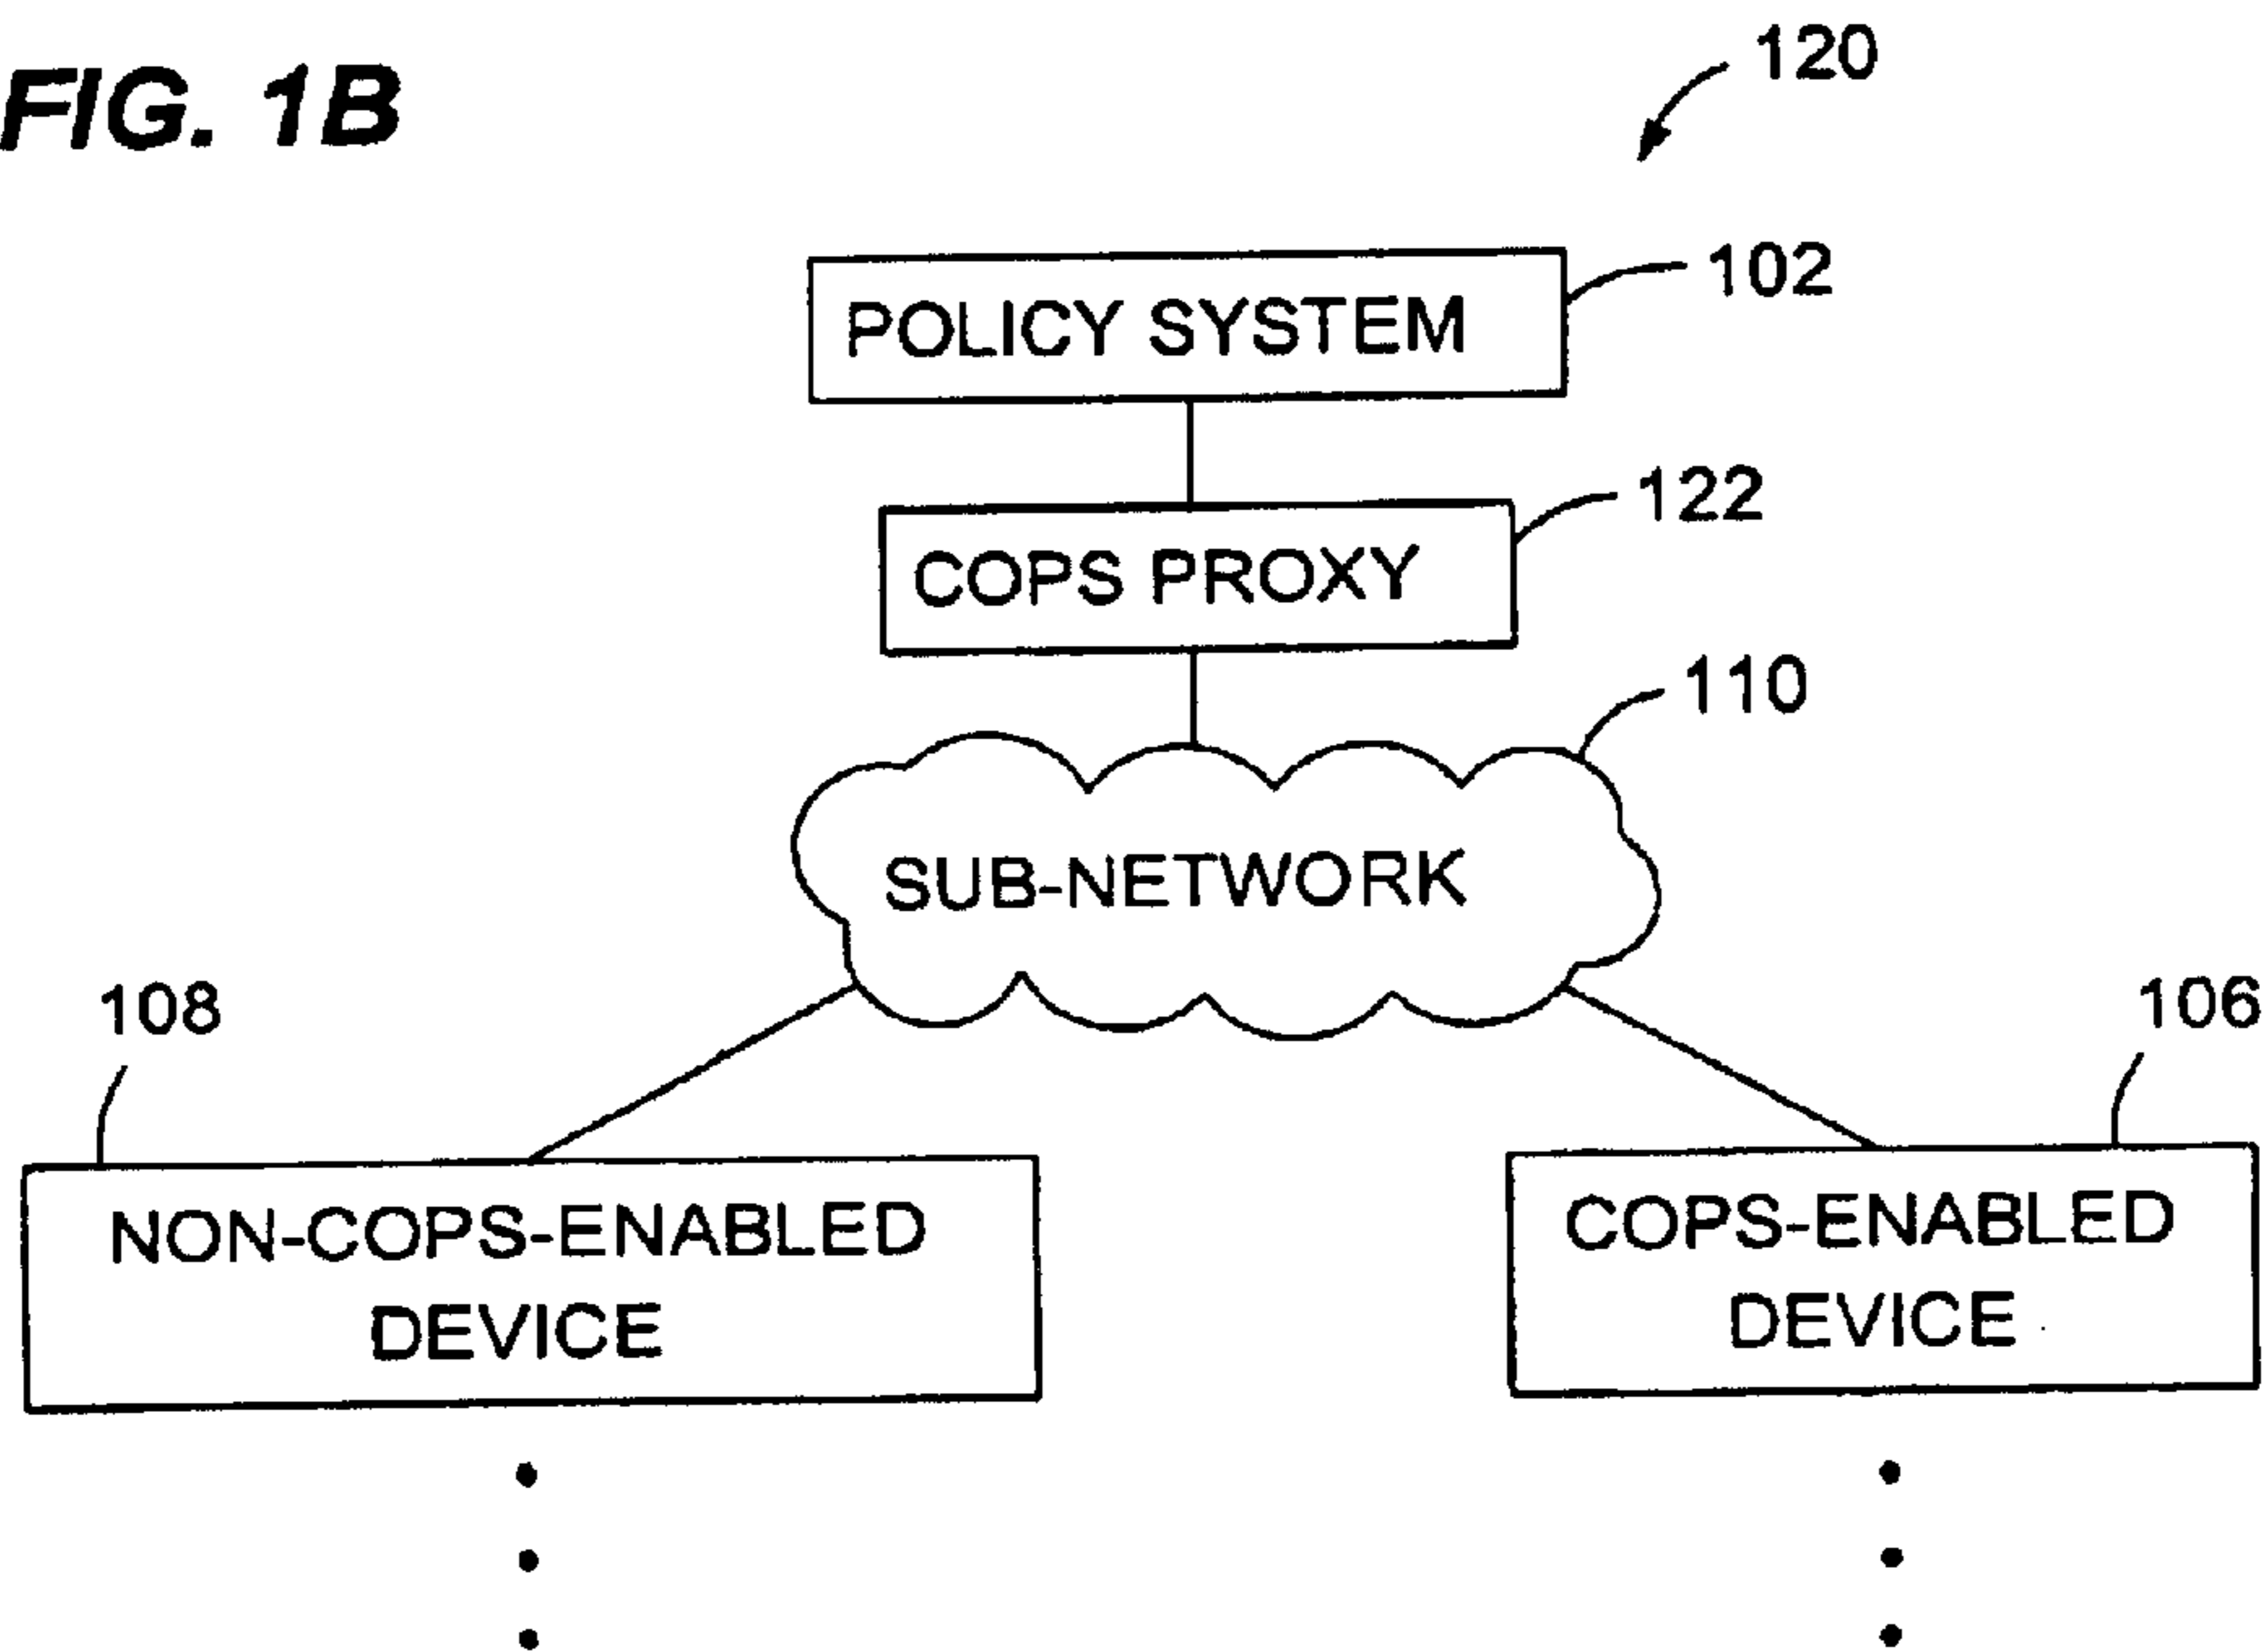 FIG. 1B
120
POLICY SYSTEM
102
COPS PROXY
122
110
SUB-NETWORK
108
106
NON-COPS-ENABLED
DEVICE
COPS-ENABLED
DEVICE